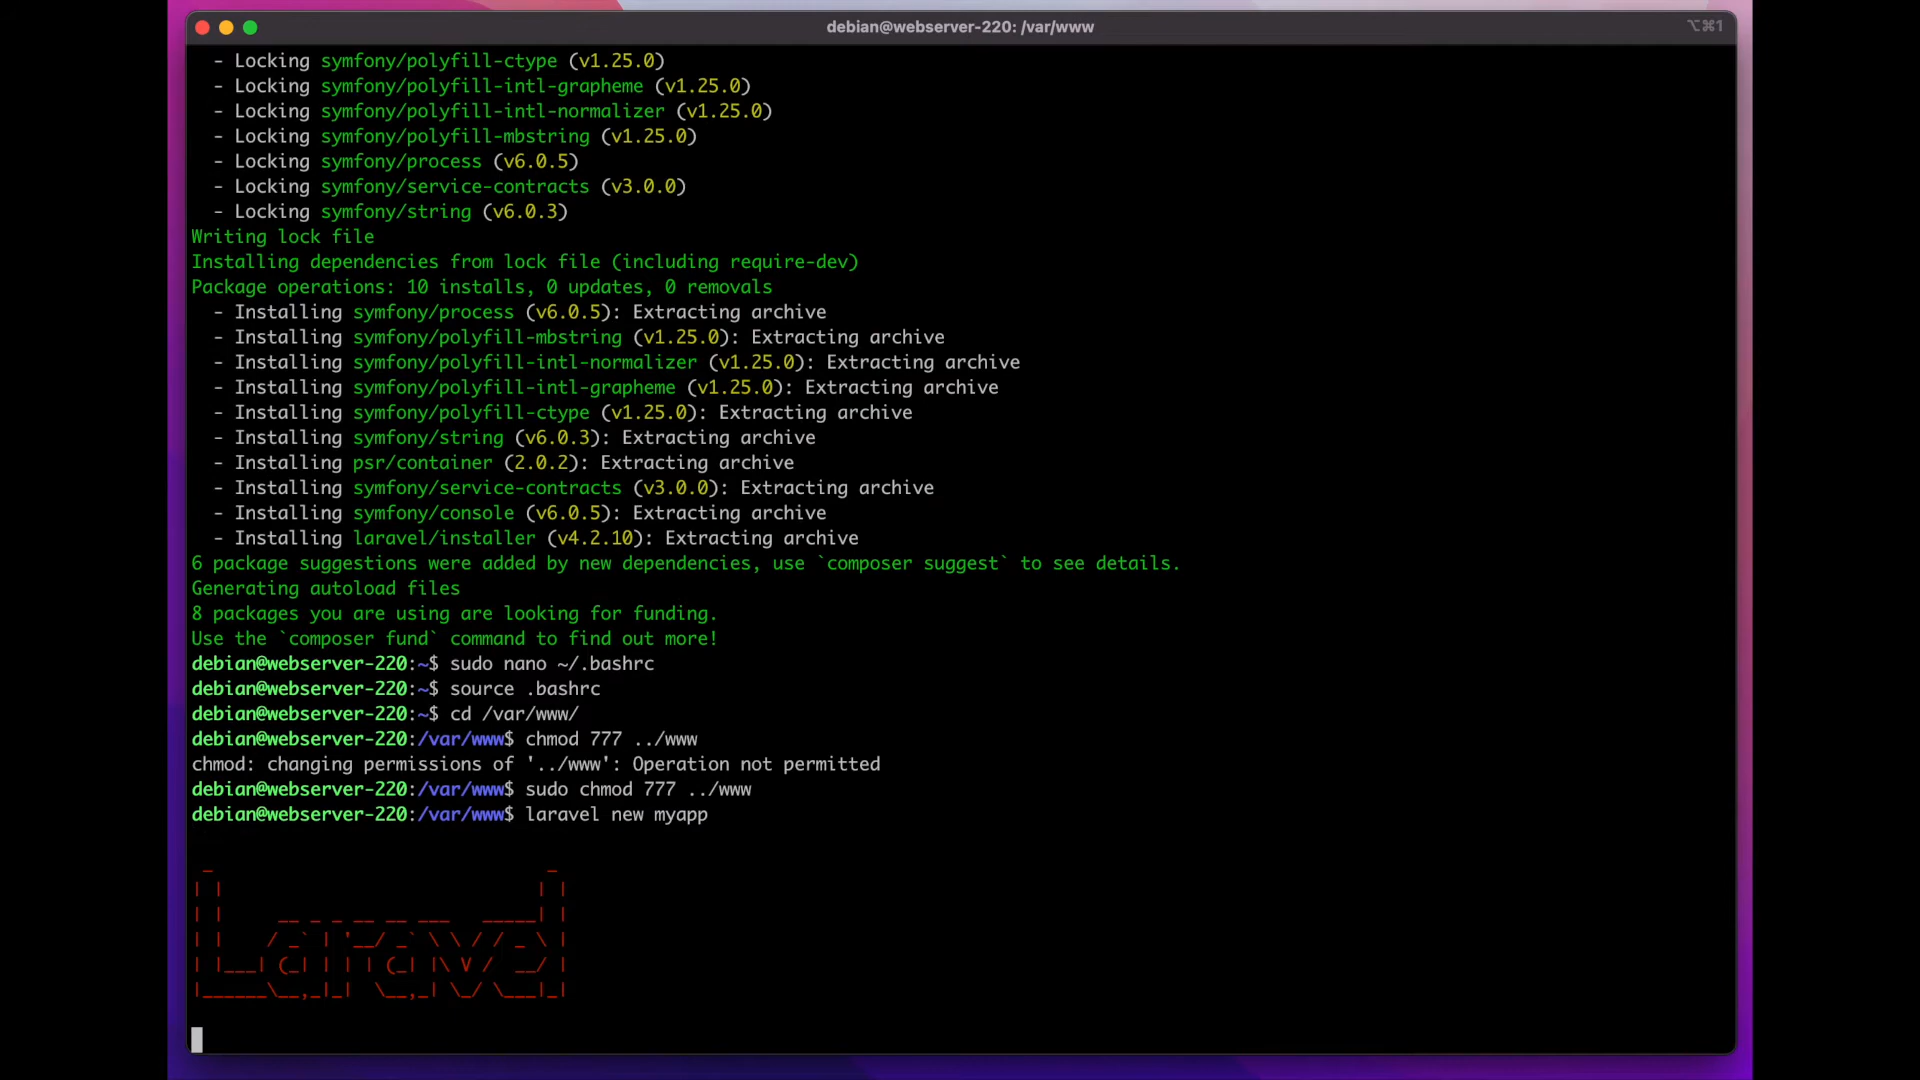 debian@webserver-220: /var/www
⌥⌘1
- Locking symfony/polyfill-ctype (v1.25.0)
- Locking symfony/polyfill-intl-grapheme (v1.25.0)
- Locking symfony/polyfill-intl-normalizer (v1.25.0)
- Locking symfony/polyfill-mbstring (v1.25.0)
- Locking symfony/process (v6.0.5)
- Locking symfony/service-contracts (v3.0.0)
- Locking symfony/string (v6.0.3)
Writing lock file
Installing dependencies from lock file (including require-dev)
Package operations: 10 installs, 0 updates, 0 removals
- Installing symfony/process (v6.0.5): Extracting archive
- Installing symfony/polyfill-mbstring (v1.25.0): Extracting archive
- Installing symfony/polyfill-intl-normalizer (v1.25.0): Extracting archive
- Installing symfony/polyfill-intl-grapheme (v1.25.0): Extracting archive
- Installing symfony/polyfill-ctype (v1.25.0): Extracting archive
- Installing symfony/string (v6.0.3): Extracting archive
- Installing psr/container (2.0.2): Extracting archive
- Installing symfony/service-contracts (v3.0.0): Extracting archive
- Installing symfony/console (v6.0.5): Extracting archive
- Installing laravel/installer (v4.2.10): Extracting archive
6 package suggestions were added by new dependencies, use `composer suggest` to see details.
Generating autoload files
8 packages you are using are looking for funding.
Use the `composer fund` command to find out more!
debian@webserver-220:~$ sudo nano ~/.bashrc
debian@webserver-220:~$ source .bashrc
debian@webserver-220:~$ cd /var/www/
debian@webserver-220:/var/www$ chmod 777 ../www
chmod: changing permissions of '../www': Operation not permitted
debian@webserver-220:/var/www$ sudo chmod 777 ../www
debian@webserver-220:/var/www$ laravel new myapp
Laravel